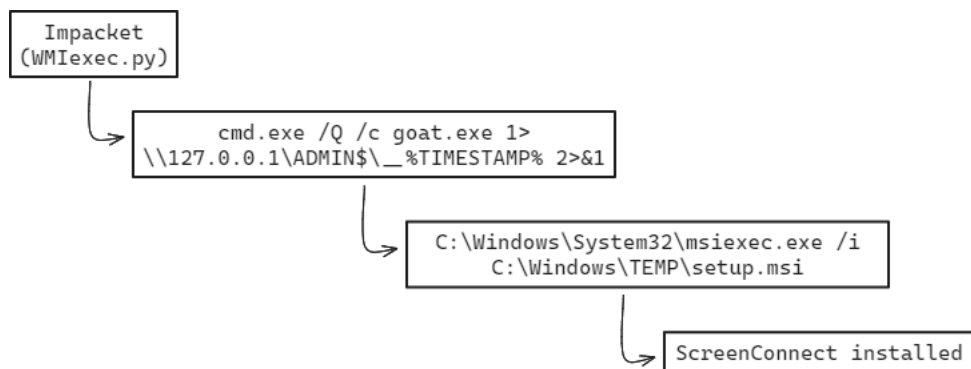 Impacket
(WMIexec.py)
cmd.exe /Q /c goat.exe 1>
\\127.0.0.1\ADMIN$\__%TIMESTAMP% 2>&1
C:\Windows\System32\msiexec.exe /i
C:\Windows\TEMP\setup.msi
ScreenConnect installed